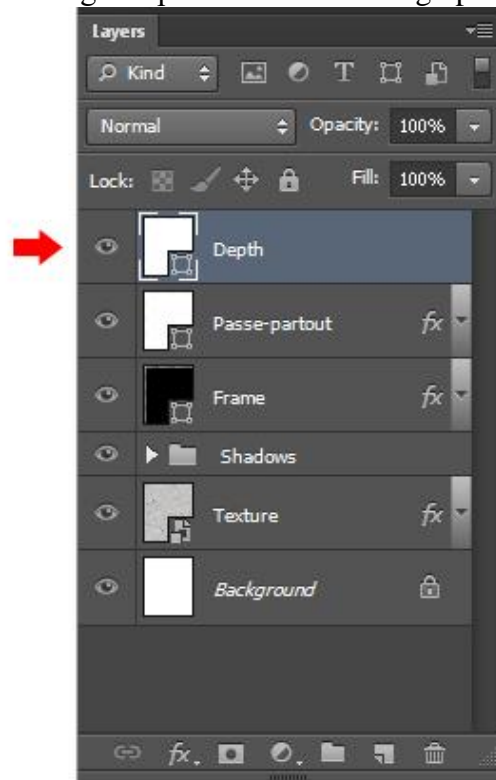 Layers
Kind T
Normal Opacity: 100%
Lock: Fill: 100%
Depth
Passe-partout fx
Frame fx
Shadows
Texture fx
Background
fx.